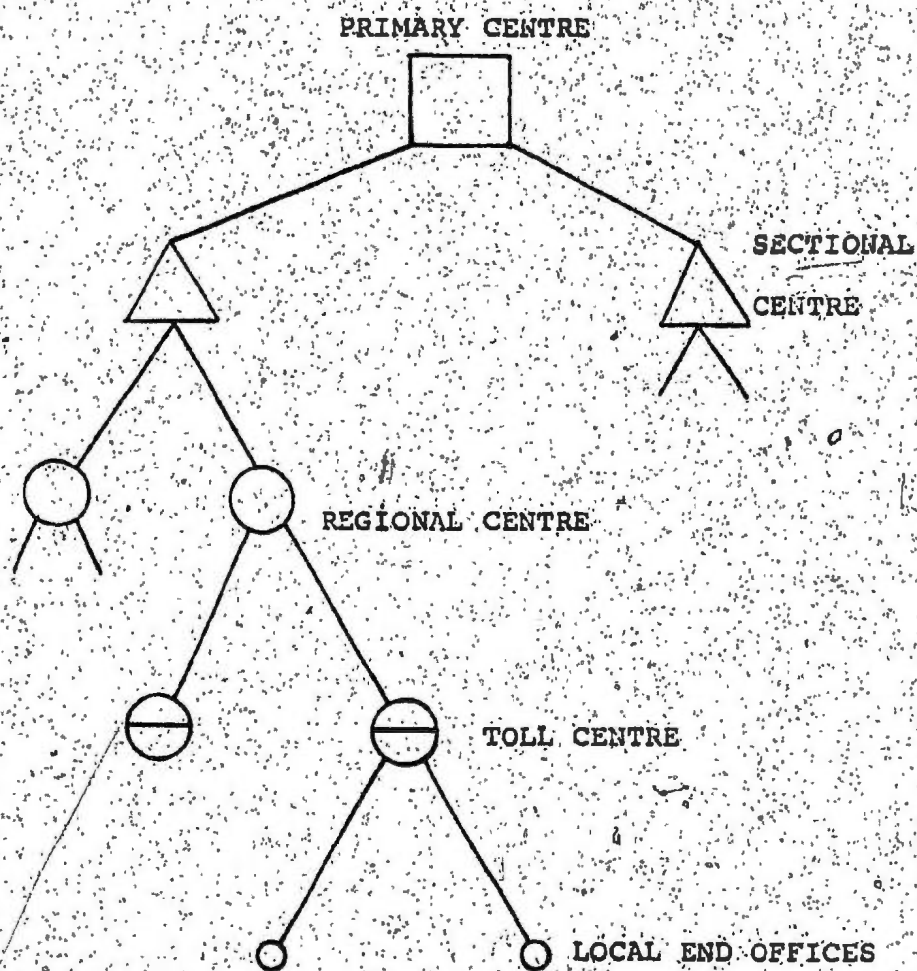 PRIMARY CENTRE
SECTIONAL
CENTRE
REGIONAL CENTRE
TOLL CENTRE
LOCAL END OFFICES